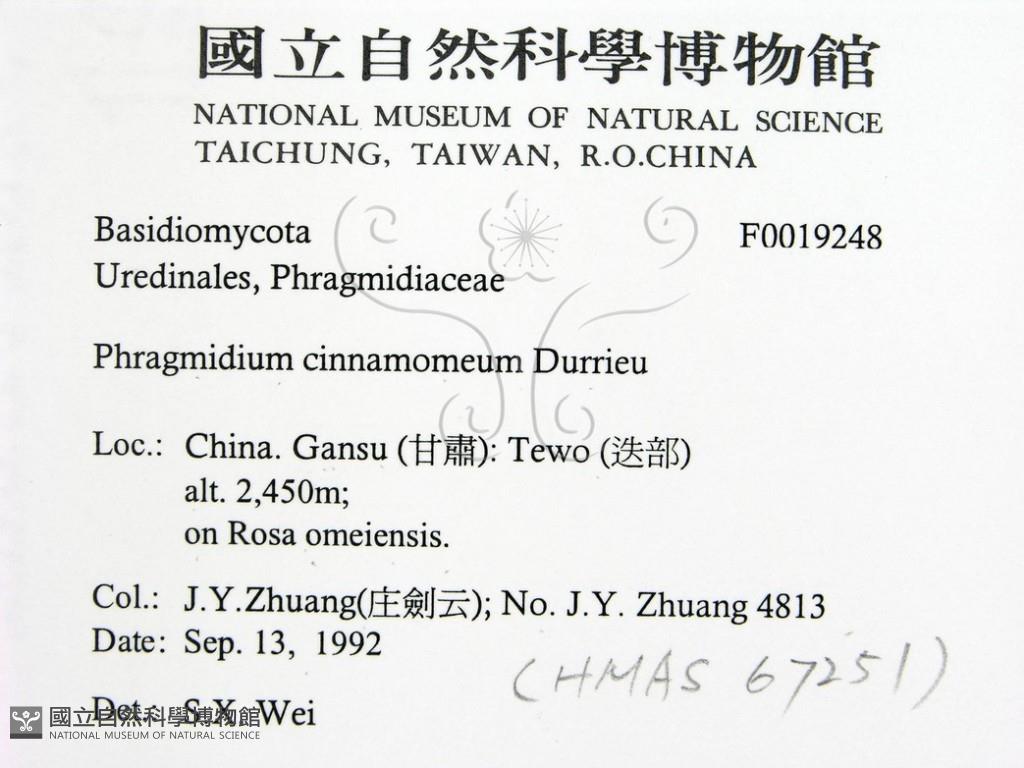 國立自然科學博物館
NATIONAL MUSEUM OF NATURAL SCIENCE
TAICHUNG, TAIWAN, R.O.CHINA
Basidiomycota F0019248
Uredinales, Phragmidiaceae
Phragmidium cinnamomeum Durrieu
Loc.: China. Gansu (甘肅): Tewo (迭部)
alt. 2,450m;
on Rosa omeiensis.
Col.: J.Y.Zhuang(庄劍云); No. J.Y. Zhuang 4813
Date: Sep. 13, 1992
(HMAS 67251)
Det.: S.X. Wei
國立自然科學博物館
NATIONAL MUSEUM OF NATURAL SCIENCE